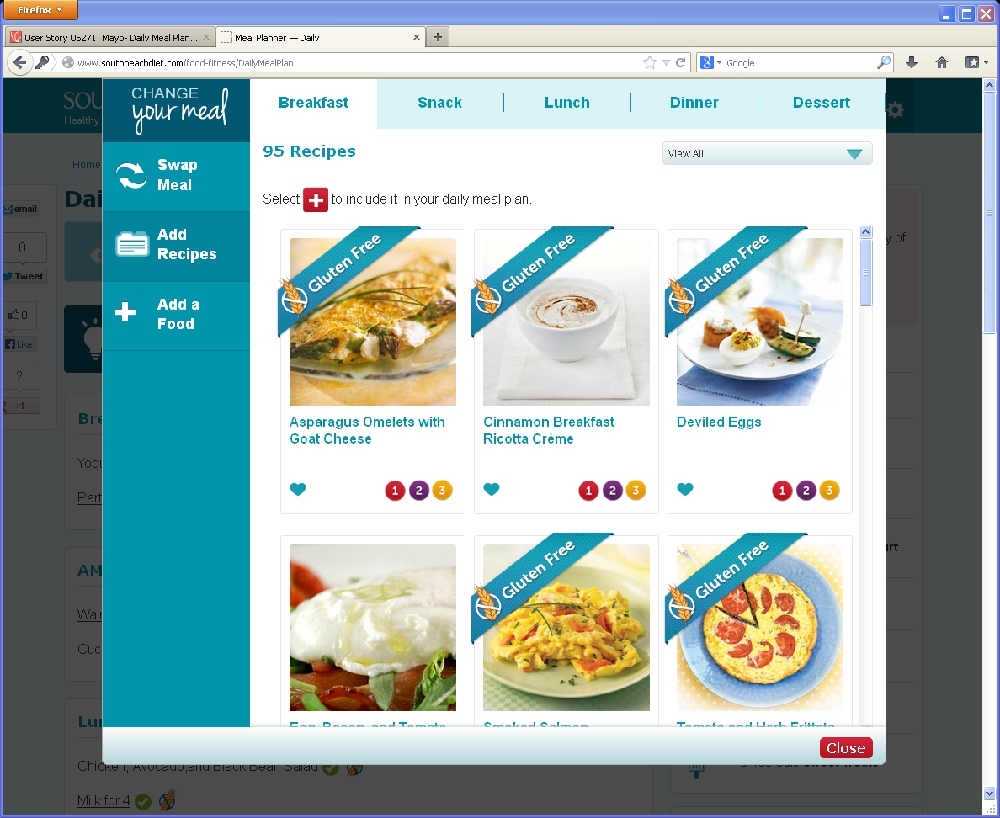 Firefox
User Story US271: Mayo- Daily Meal Plan...
Meal Planner — Daily
www.southbeachdiet.com/food-fitness/DailyMealPlan
Google
SOU
Healthy
CHANGE
your meal
Breakfast
Snack
Lunch
Dinner
Dessert
Home
Swap
Meal
95 Recipes
View All
Dai
email
Select + to include it in your daily meal plan.
Add
Recipes
y of
0
Tweet
Gluten Free
Gluten Free
Gluten Free
Add a
Food
0
Like
2
+1
Asparagus Omelets with
Goat Cheese
Cinnamon Breakfast
Ricotta Crème
Deviled Eggs
Bre
Yogu
Part
1 2 3
1 2 3
1 2 3
AM
Waln
Cuc
urt
Gluten Free
Gluten Free
Egg, Bacon, and Tomato
Smoked Salmon
Tomato and Herb Frittata
Lun
Close
Chicken, Avocado,and Black Bean Salad
Milk for 4